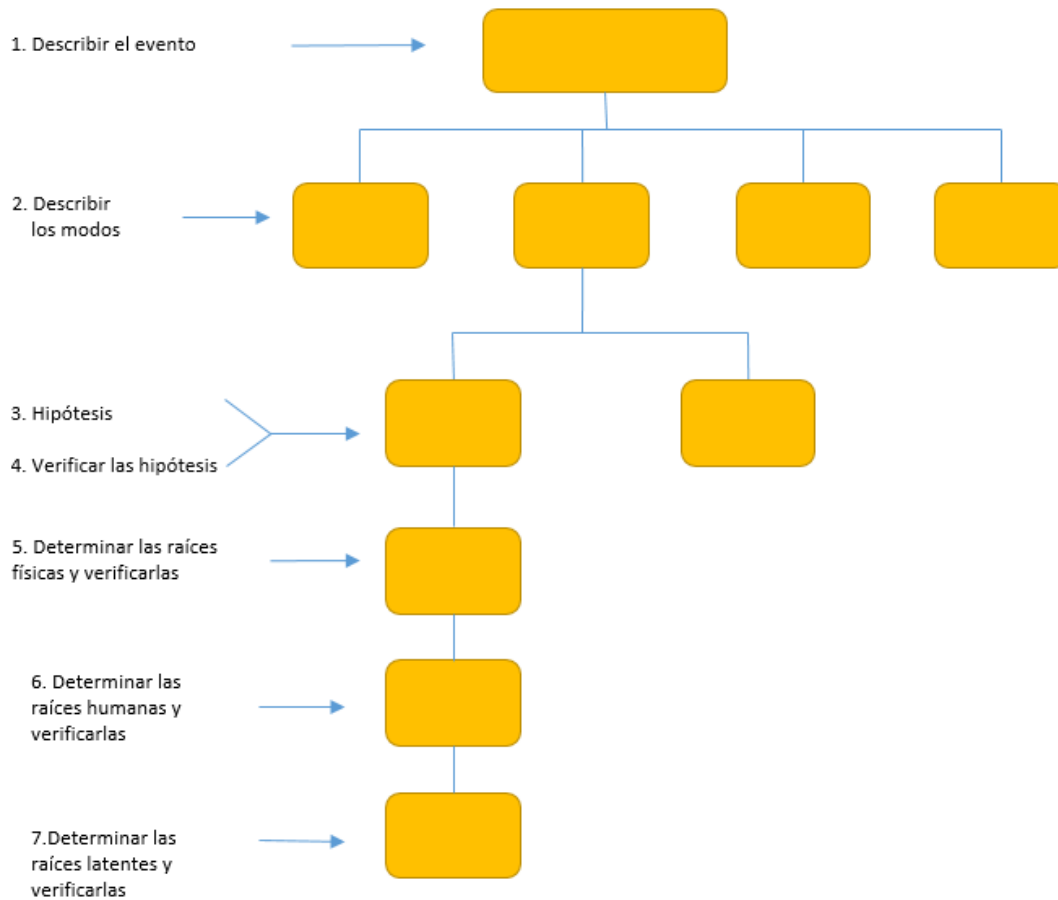 1. Describir el evento
2. Describir
los modos
3. Hipótesis
4. Verificar las hipótesis
5. Determinar las raíces
físicas y verificarlas
6. Determinar las
raíces humanas y
verificarlas
7.Determinar las
raíces latentes y
verificarlas